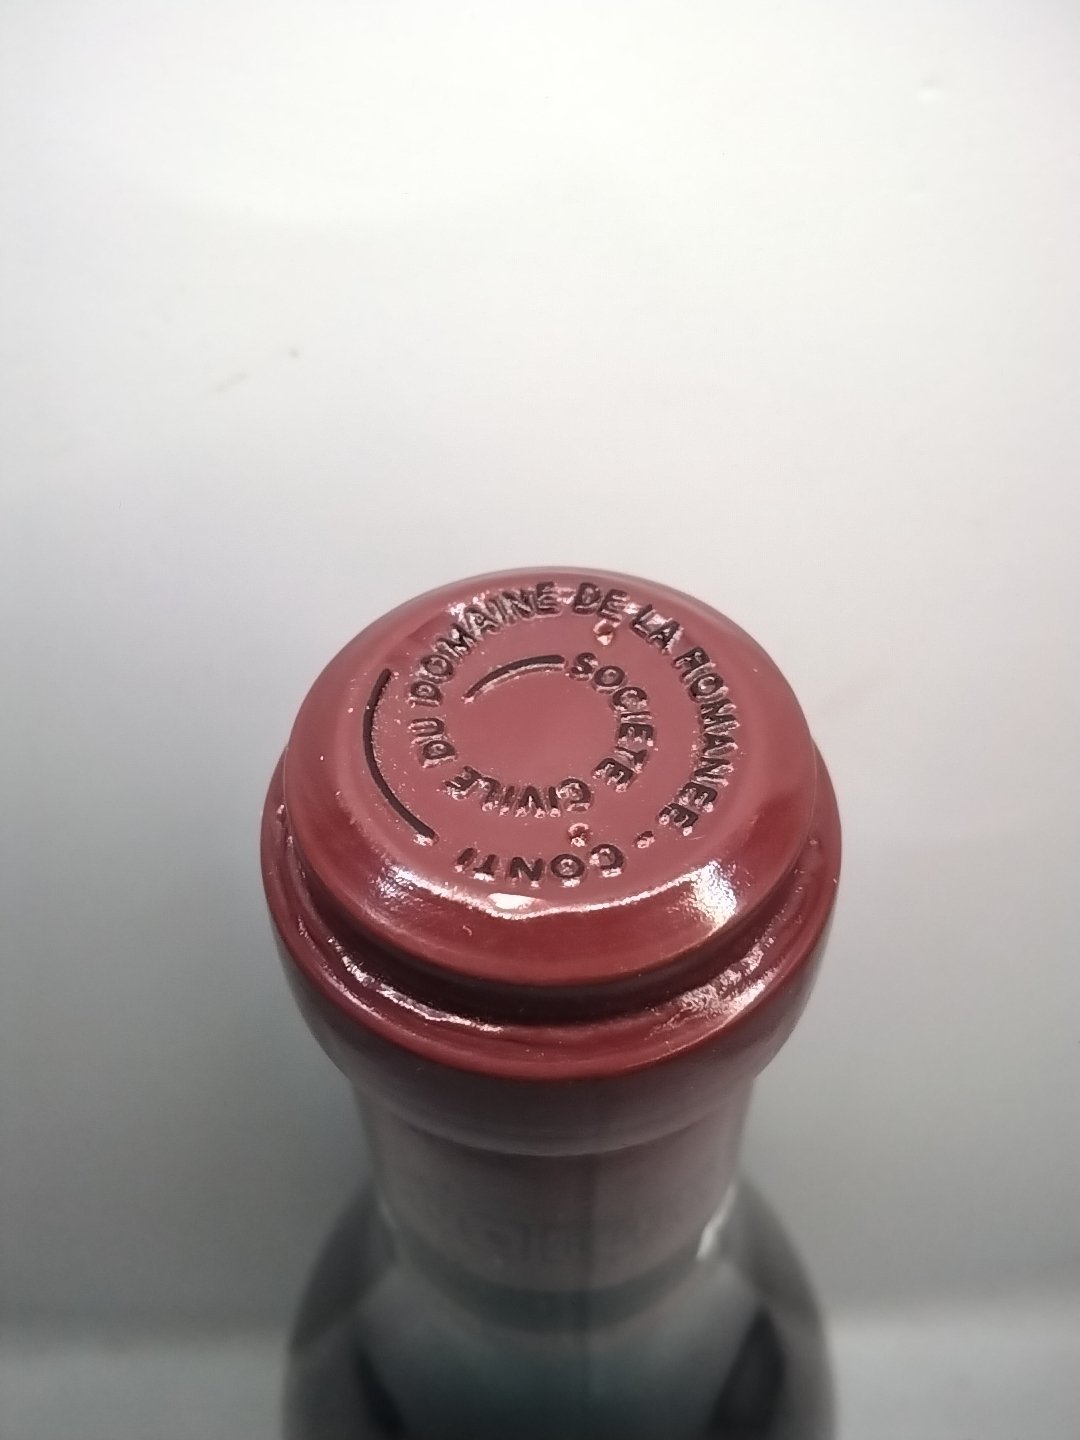 SOCIETE CIVILE DU DOMAINE DE LA ROMANEE - CONTI